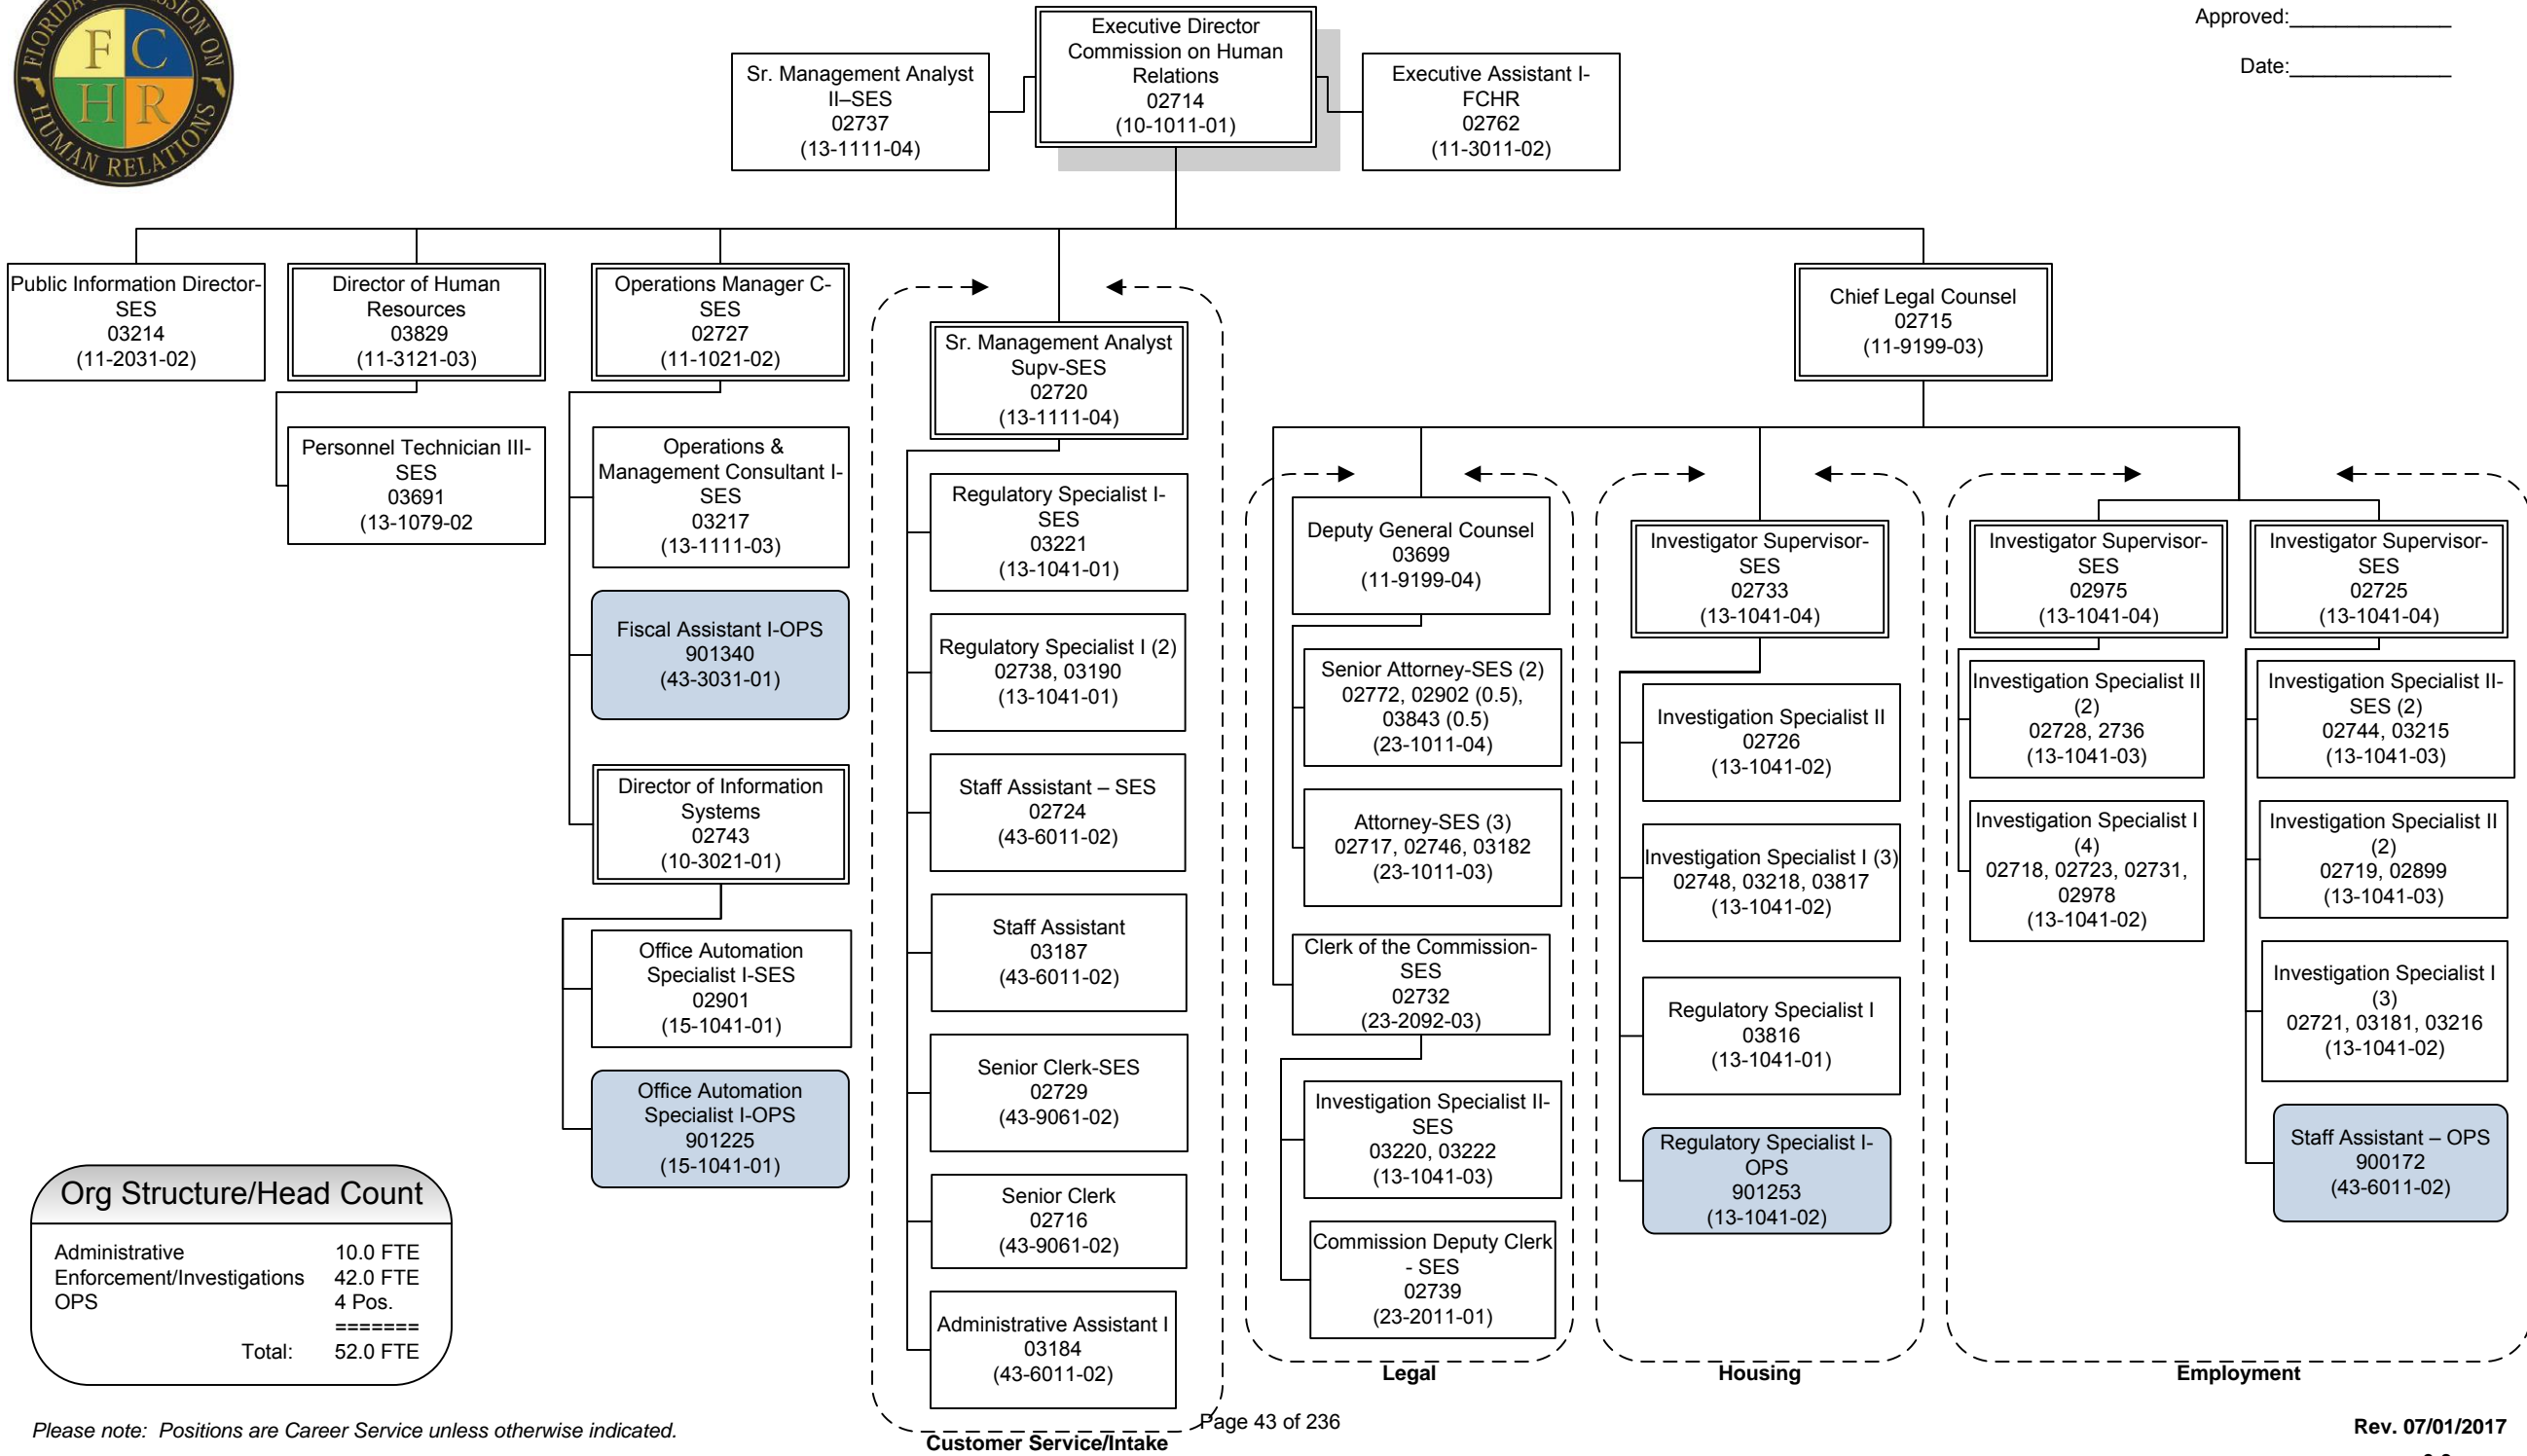 FLORIDA COMMISSION ON
HUMAN RELATIONS
F C
H R
Approved:______________
Date:______________
Executive Director
Commission on Human
Relations
02714
(10-1011-01)
Sr. Management Analyst
II–SES
02737
(13-1111-04)
Executive Assistant I-
FCHR
02762
(11-3011-02)
Public Information Director-
SES
03214
(11-2031-02)
Director of Human
Resources
03829
(11-3121-03)
Personnel Technician III-
SES
03691
(13-1079-02
Operations Manager C-
SES
02727
(11-1021-02)
Operations &
Management Consultant I-
SES
03217
(13-1111-03)
Fiscal Assistant I-OPS
901340
(43-3031-01)
Director of Information
Systems
02743
(10-3021-01)
Office Automation
Specialist I-SES
02901
(15-1041-01)
Office Automation
Specialist I-OPS
901225
(15-1041-01)
Sr. Management Analyst
Supv-SES
02720
(13-1111-04)
Regulatory Specialist I-
SES
03221
(13-1041-01)
Regulatory Specialist I (2)
02738, 03190
(13-1041-01)
Staff Assistant – SES
02724
(43-6011-02)
Staff Assistant
03187
(43-6011-02)
Senior Clerk-SES
02729
(43-9061-02)
Senior Clerk
02716
(43-9061-02)
Administrative Assistant I
03184
(43-6011-02)
Customer Service/Intake
Chief Legal Counsel
02715
(11-9199-03)
Deputy General Counsel
03699
(11-9199-04)
Senior Attorney-SES (2)
02772, 02902 (0.5),
03843 (0.5)
(23-1011-04)
Attorney-SES (3)
02717, 02746, 03182
(23-1011-03)
Clerk of the Commission-
SES
02732
(23-2092-03)
Investigation Specialist II-
SES
03220, 03222
(13-1041-03)
Commission Deputy Clerk
- SES
02739
(23-2011-01)
Legal
Investigator Supervisor-
SES
02733
(13-1041-04)
Investigation Specialist II
02726
(13-1041-02)
Investigation Specialist I (3)
02748, 03218, 03817
(13-1041-02)
Regulatory Specialist I
03816
(13-1041-01)
Regulatory Specialist I-
OPS
901253
(13-1041-02)
Housing
Investigator Supervisor-
SES
02975
(13-1041-04)
Investigation Specialist II
(2)
02728, 2736
(13-1041-03)
Investigation Specialist I
(4)
02718, 02723, 02731,
02978
(13-1041-02)
Investigator Supervisor-
SES
02725
(13-1041-04)
Investigation Specialist II-
SES (2)
02744, 03215
(13-1041-03)
Investigation Specialist II
(2)
02719, 02899
(13-1041-03)
Investigation Specialist I
(3)
02721, 03181, 03216
(13-1041-02)
Staff Assistant – OPS
900172
(43-6011-02)
Employment
Org Structure/Head Count
Administrative 10.0 FTE
Enforcement/Investigations 42.0 FTE
OPS 4 Pos.
=======
Total: 52.0 FTE
Please note: Positions are Career Service unless otherwise indicated.
Page 43 of 236
Rev. 07/01/2017